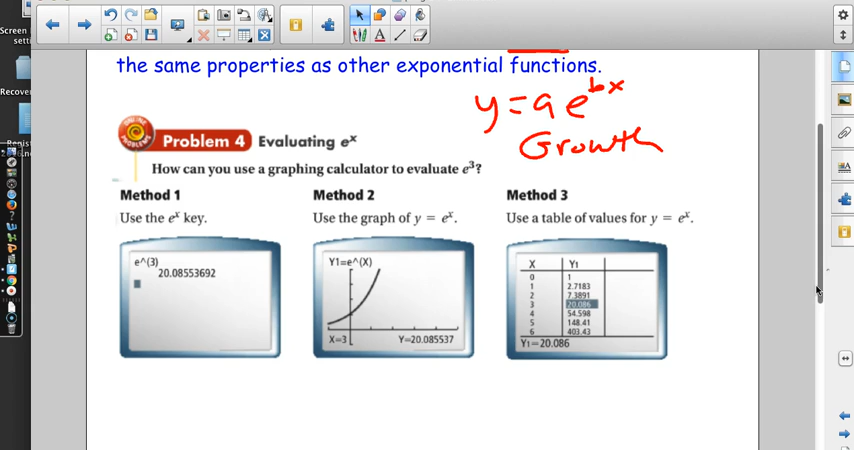 Screen
setti
the same properties as other exponential functions.
y = a e^bx
Growth
Recover
Regist
ONLINE
PROBLEMS
Problem 4 Evaluating e^x
How can you use a graphing calculator to evaluate e^3?
Method 1
Use the e^x key.
e^(3)
20.08553692
Method 2
Use the graph of y = e^x.
Y1=e^(X)
X=3 Y=20.085537
Method 3
Use a table of values for y = e^x.
X Y1
0 1
1 2.7183
2 7.3891
3 20.086
4 54.598
5 148.41
6 403.43
Y1=20.086